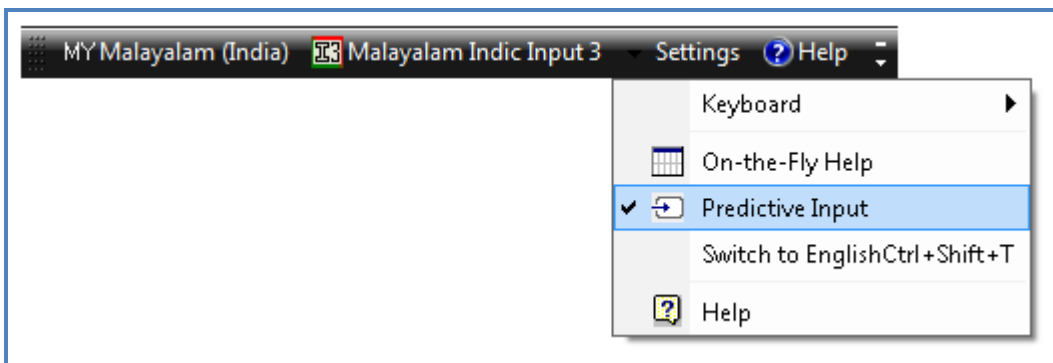 MY Malayalam (India) I3 Malayalam Indic Input 3 Settings ? Help
Keyboard
On-the-Fly Help
Predictive Input
Switch to EnglishCtrl+Shift+T
? Help